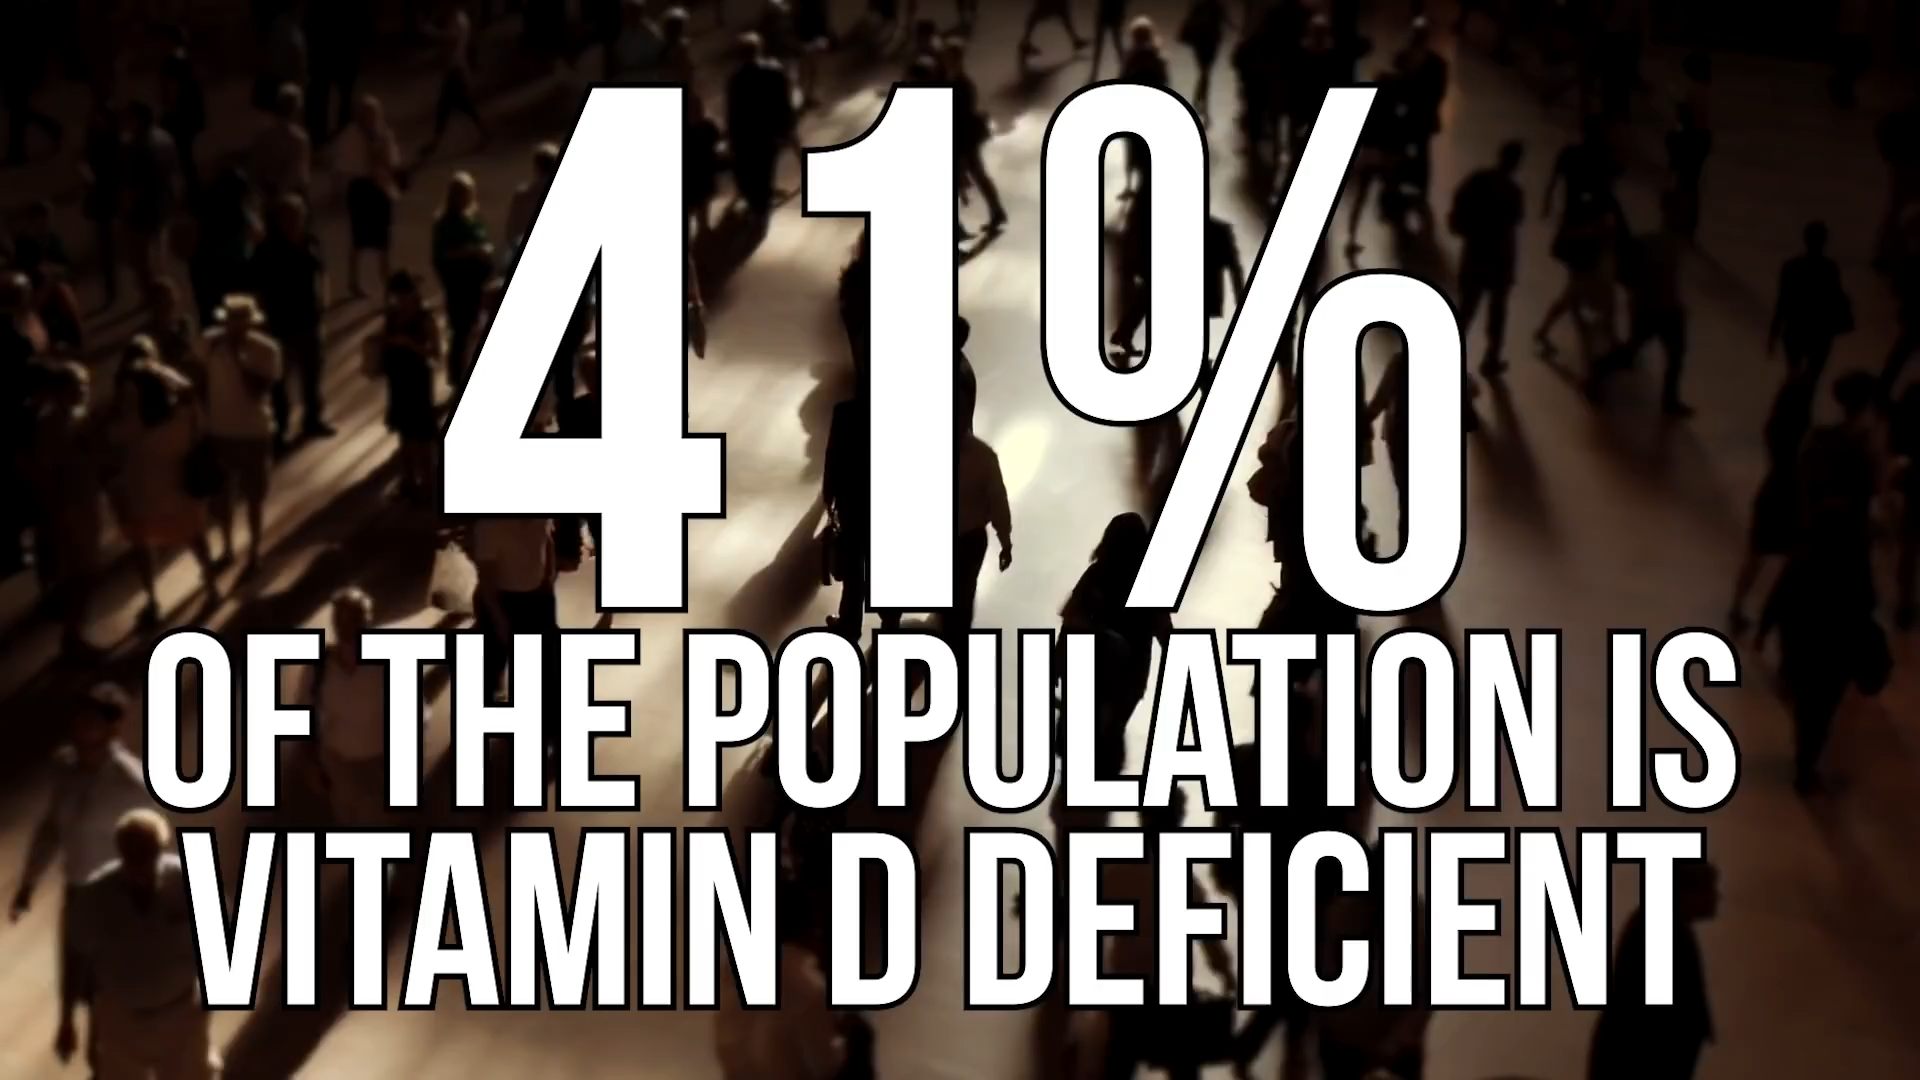 41%
OF THE POPULATION IS
VITAMIN D DEFICIENT